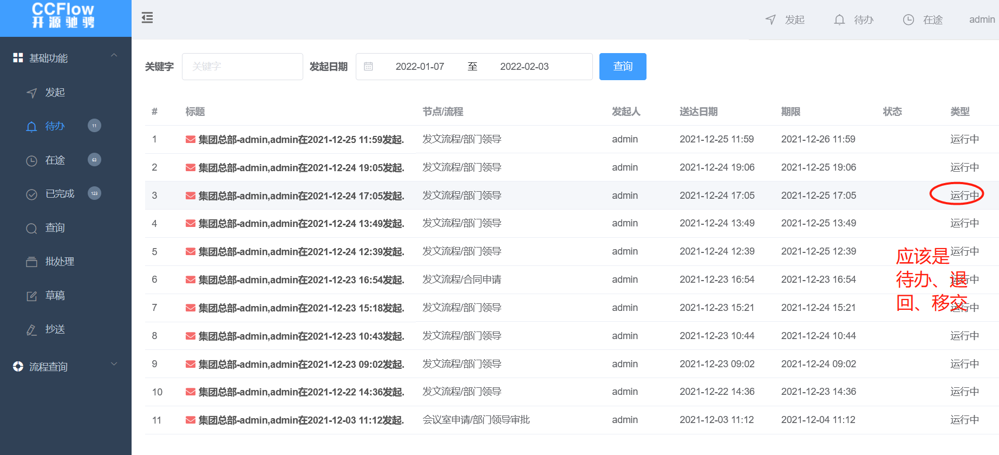 CCFlow
开源驰骋
发起
待办
在途
admin
基础功能
发起
待办 11
在途 63
已完成 123
查询
批处理
草稿
抄送
流程查询
关键字 关键字 发起日期 2022-01-07 至 2022-02-03 查询
# 标题 节点/流程 发起人 送达日期 期限 状态 类型
1 集团总部-admin,admin在2021-12-25 11:59发起. 发文流程/部门领导 admin 2021-12-25 11:59 2021-12-26 11:59 运行中
2 集团总部-admin,admin在2021-12-24 19:05发起. 发文流程/部门领导 admin 2021-12-24 19:06 2021-12-25 19:06 运行中
3 集团总部-admin,admin在2021-12-24 17:05发起. 发文流程/部门领导 admin 2021-12-24 17:05 2021-12-25 17:05 运行中
4 集团总部-admin,admin在2021-12-24 13:49发起. 发文流程/部门领导 admin 2021-12-24 13:49 2021-12-25 13:49 运行中
5 集团总部-admin,admin在2021-12-24 12:39发起. 发文流程/部门领导 admin 2021-12-24 12:39 2021-12-25 12:39 运行中
6 集团总部-admin,admin在2021-12-23 16:54发起. 发文流程/合同申请 admin 2021-12-23 16:54 2021-12-23 16:54 运行中
7 集团总部-admin,admin在2021-12-23 15:18发起. 发文流程/部门领导 admin 2021-12-23 15:21 2021-12-24 15:21 运行中
8 集团总部-admin,admin在2021-12-23 10:43发起. 发文流程/部门领导 admin 2021-12-23 10:44 2021-12-24 10:44 运行中
9 集团总部-admin,admin在2021-12-23 09:02发起. 发文流程/部门领导 admin 2021-12-23 09:02 2021-12-24 09:02 运行中
10 集团总部-admin,admin在2021-12-22 14:36发起. 发文流程/部门领导 admin 2021-12-22 14:36 2021-12-23 14:36 运行中
11 集团总部-admin,admin在2021-12-03 11:12发起. 会议室申请/部门领导审批 admin 2021-12-03 11:12 2021-12-04 11:12 运行中
应该是
待办、退
回、移交